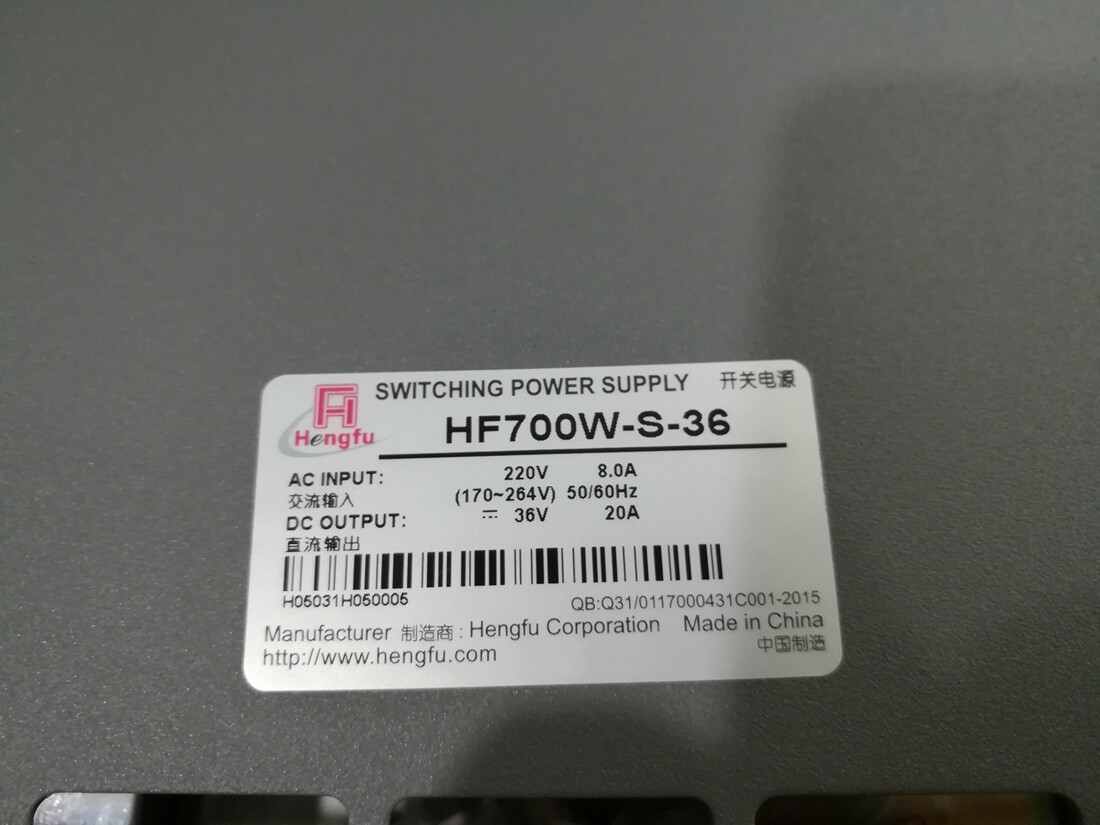 SWITCHING POWER SUPPLY 开关电源
Hengfu
HF700W-S-36
AC INPUT: 220V 8.0A
交流输入 (170~264V) 50/60Hz
DC OUTPUT: ⎓ 36V 20A
直流输出
H05031H050005 QB:Q31/0117000431C001-2015
Manufacturer 制造商: Hengfu Corporation Made in China
http://www.hengfu.com 中国制造